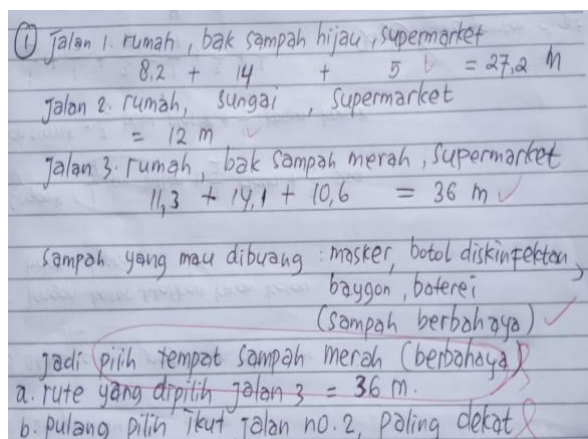 ① Jalan 1. rumah, bak sampah hijau, supermarket
8,2 + 14 + 5 = 27,2 M
Jalan 2. rumah, sungai, supermarket
= 12 m
Jalan 3. rumah, bak sampah merah, supermarket
11,3 + 14,1 + 10,6 = 36 m
sampah yang mau dibuang : masker, botol diskinfektan,
baygon, baterei
(sampah berbahaya)
Jadi pilih tempat sampah merah (berbahaya)
a. rute yang dipilih jalan 3 = 36 m.
b. pulang pilih ikut jalan no. 2, paling dekat